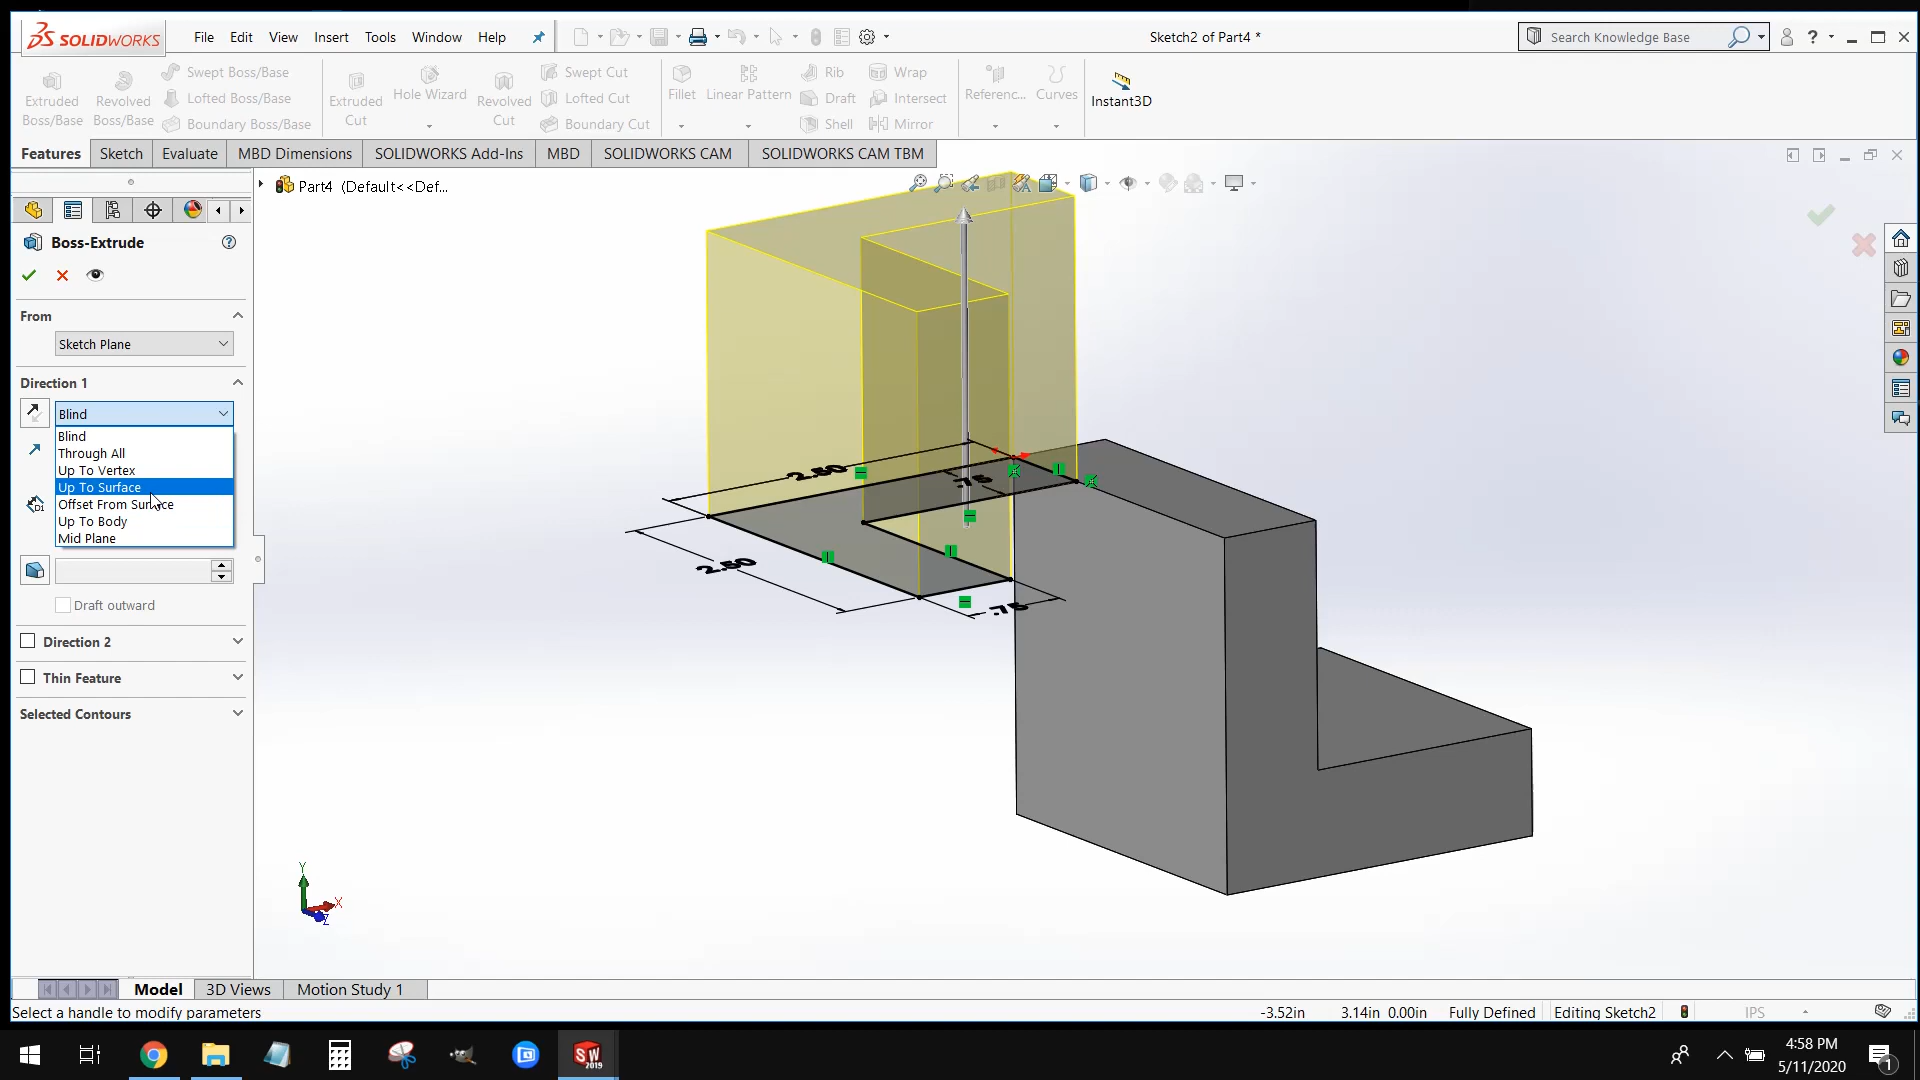 SOLIDWORKS
File Edit View Insert Tools Window Help
Sketch2 of Part4 *
Search Knowledge Base
?
Extruded Boss/Base
Revolved Boss/Base
Swept Boss/Base
Lofted Boss/Base
Boundary Boss/Base
Extruded Cut
Hole Wizard
Revolved Cut
Swept Cut
Lofted Cut
Boundary Cut
Fillet
Linear Pattern
Rib
Draft
Shell
Wrap
Intersect
Mirror
Referenc...
Curves
Instant3D
Features Sketch Evaluate MBD Dimensions SOLIDWORKS Add-Ins MBD SOLIDWORKS CAM SOLIDWORKS CAM TBM
Part4 (Default<<Def...
Boss-Extrude
?
From
Sketch Plane
Direction 1
Blind
Blind
Through All
Up To Vertex
Up To Surface
Offset From Surface
Up To Body
Mid Plane
D1
Draft outward
Direction 2
Thin Feature
Selected Contours
2.50
.75
2.50
.75
Y
X
Z
Model 3D Views Motion Study 1
Select a handle to modify parameters
-3.52in 3.14in 0.00in Fully Defined Editing Sketch2 IPS
SW
2019
4:58 PM
5/11/2020
1